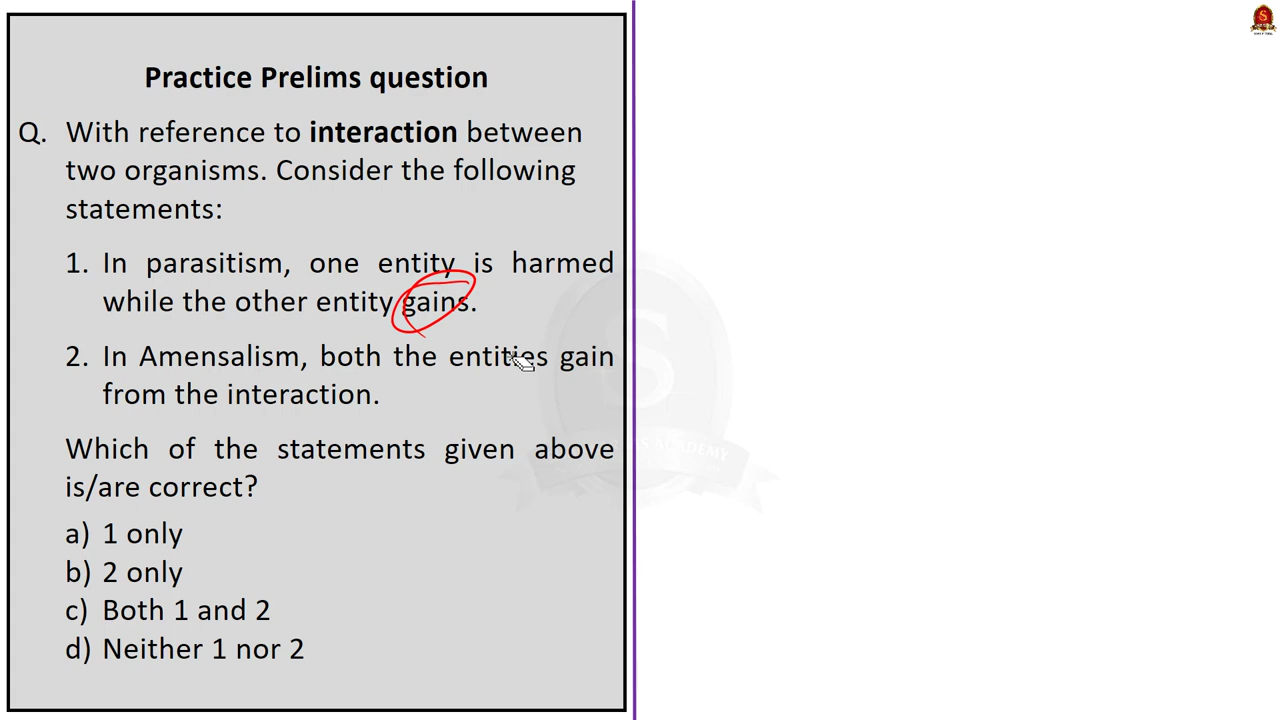 Practice Prelims question
Q. With reference to interaction between
two organisms. Consider the following
statements:
1. In parasitism, one entity is harmed
while the other entity gains.
2. In Amensalism, both the entities gain
from the interaction.
Which of the statements given above
is/are correct?
a) 1 only
b) 2 only
c) Both 1 and 2
d) Neither 1 nor 2
S
ACADEMY